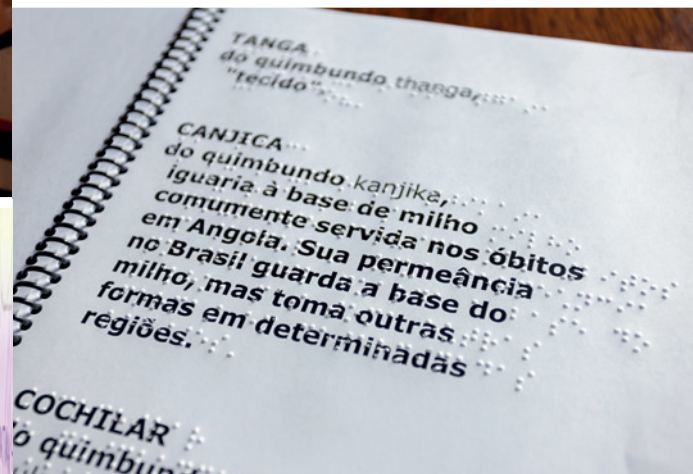 TANGA
do quimbundo thanga,
"tecido",
CANJICA
do quimbundo kanjika,
iguaria à base de milho
comumente servida nos óbitos
em Angola. Sua permeância
no Brasil guarda a base do
milho, mas toma outras
formas em determinadas
regiões.
COCHILAR
do quimbundo